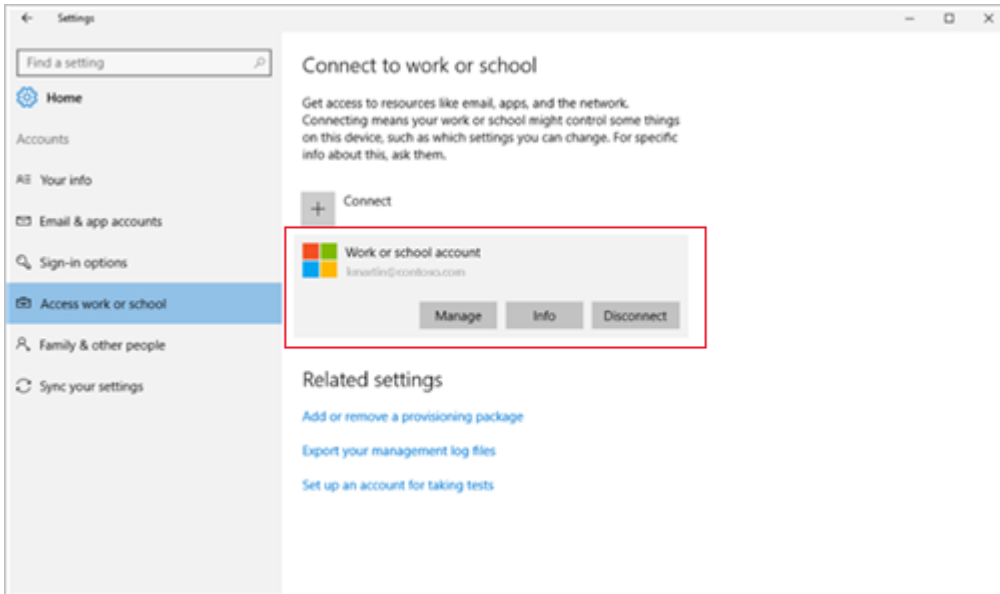 Settings
Find a setting
Home
Accounts
Your info
Email & app accounts
Sign-in options
Access work or school
Family & other people
Sync your settings
Connect to work or school
Get access to resources like email, apps, and the network.
Connecting means your work or school might control some things
on this device, such as which settings you can change. For specific
info about this, ask them.
Connect
Work or school account
kmartin@contoso.com
Manage
Info
Disconnect
Related settings
Add or remove a provisioning package
Export your management log files
Set up an account for taking tests